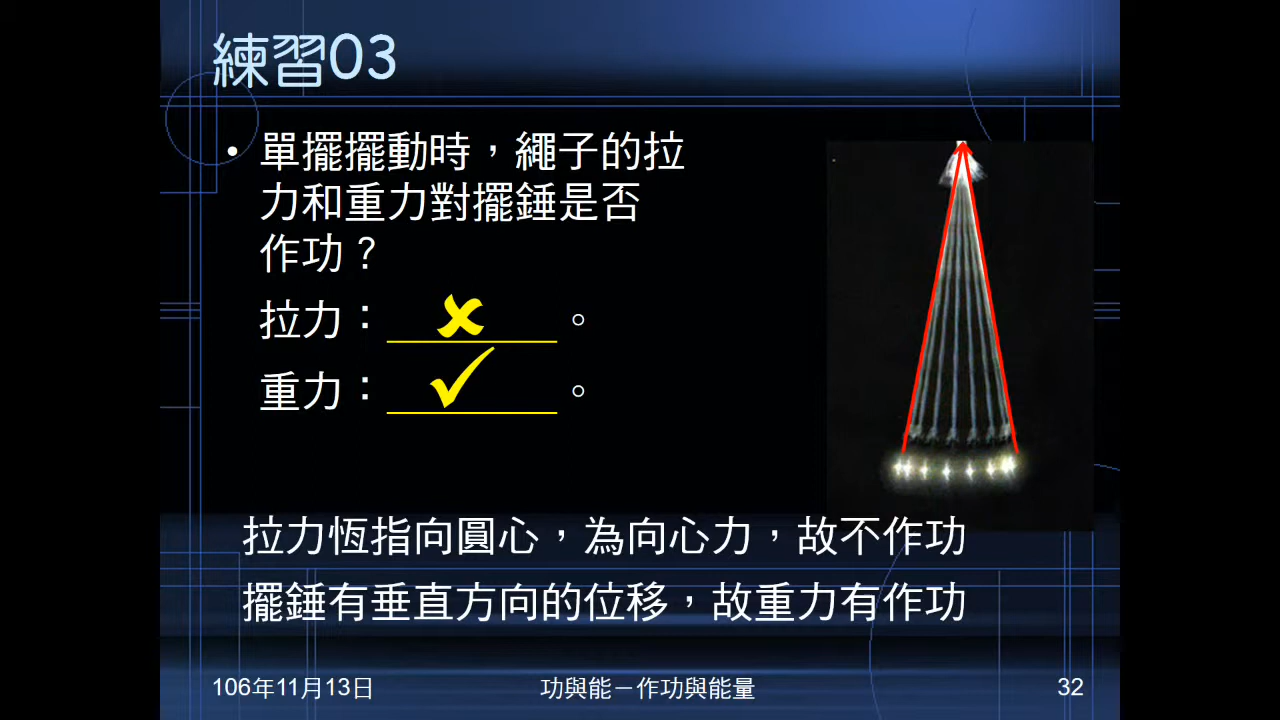 練習03
• 單擺擺動時，繩子的拉
力和重力對擺錘是否
作功？
拉力：✘。
重力：✓。
拉力恆指向圓心，為向心力，故不作功
擺錘有垂直方向的位移，故重力有作功
106年11月13日
功與能－作功與能量
32